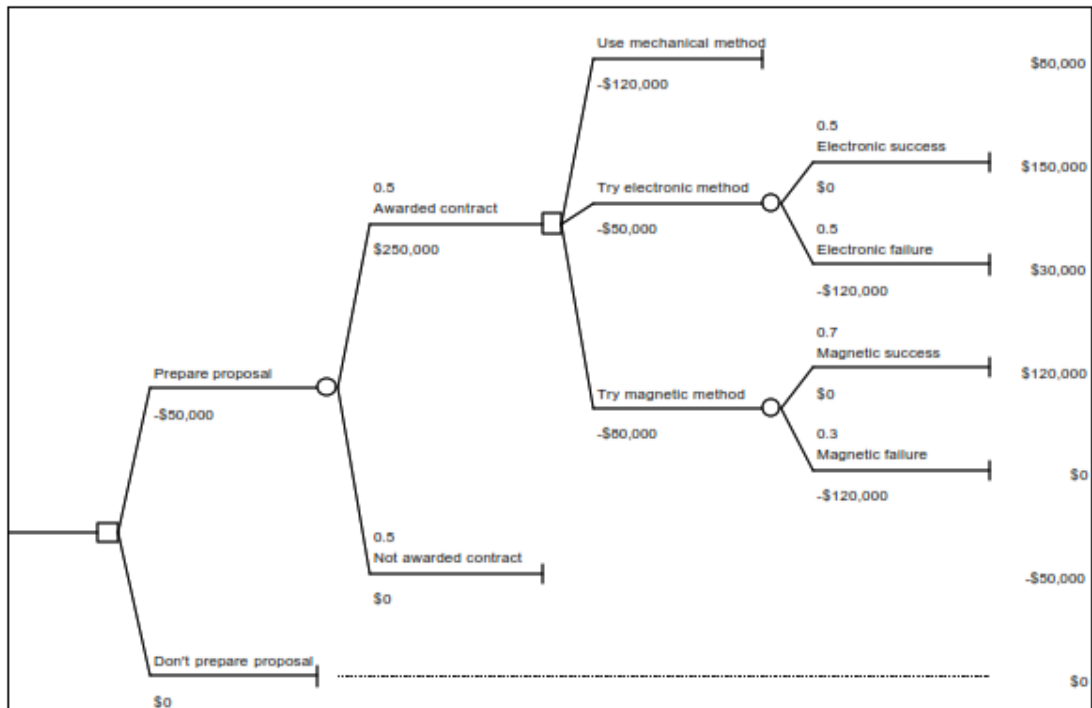 Use mechanical method
-$120,000
$80,000
0.5
Electronic success
$0
$150,000
Try electronic method
-$50,000
0.5
Electronic failure
-$120,000
$30,000
0.5
Awarded contract
$250,000
0.7
Magnetic success
$0
$120,000
Try magnetic method
-$80,000
0.3
Magnetic failure
-$120,000
$0
Prepare proposal
-$50,000
0.5
Not awarded contract
$0
-$50,000
Don't prepare proposal
$0
$0